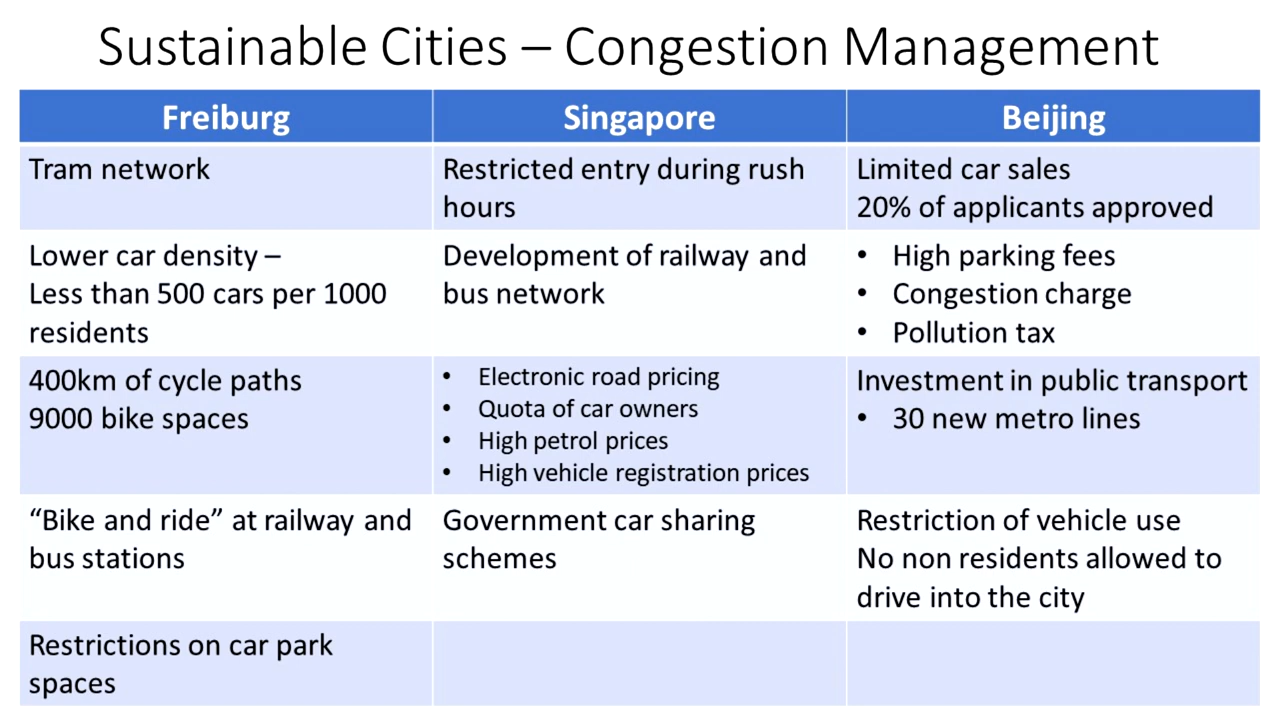 Sustainable Cities – Congestion Management
Freiburg
Singapore
Beijing
Tram network
Restricted entry during rush
hours
Limited car sales
20% of applicants approved
Lower car density –
Less than 500 cars per 1000
residents
Development of railway and
bus network
• High parking fees
• Congestion charge
• Pollution tax
400km of cycle paths
9000 bike spaces
• Electronic road pricing
• Quota of car owners
• High petrol prices
• High vehicle registration prices
Investment in public transport
• 30 new metro lines
“Bike and ride” at railway and
bus stations
Government car sharing
schemes
Restriction of vehicle use
No non residents allowed to
drive into the city
Restrictions on car park
spaces